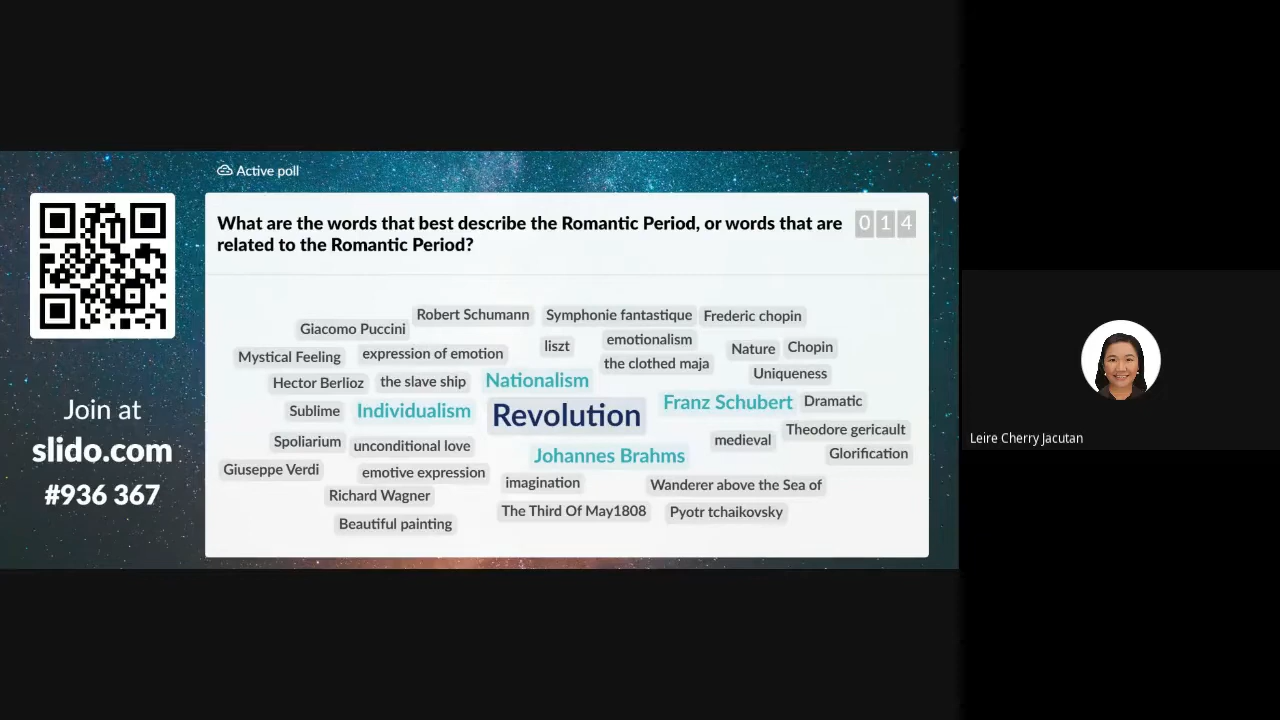 Active poll
What are the words that best describe the Romantic Period, or words that are
related to the Romantic Period?
014
Robert Schumann
Symphonie fantastique
Frederic chopin
Giacomo Puccini
liszt
emotionalism
Nature
Chopin
Mystical Feeling
expression of emotion
the clothed maja
Uniqueness
Hector Berlioz
the slave ship
Nationalism
Franz Schubert
Dramatic
Sublime
Individualism
Revolution
Theodore gericault
Spoliarium
unconditional love
Johannes Brahms
medieval
Glorification
Giuseppe Verdi
emotive expression
imagination
Wanderer above the Sea of
Richard Wagner
The Third Of May1808
Pyotr tchaikovsky
Beautiful painting
Join at
slido.com
#936 367
Leire Cherry Jacutan